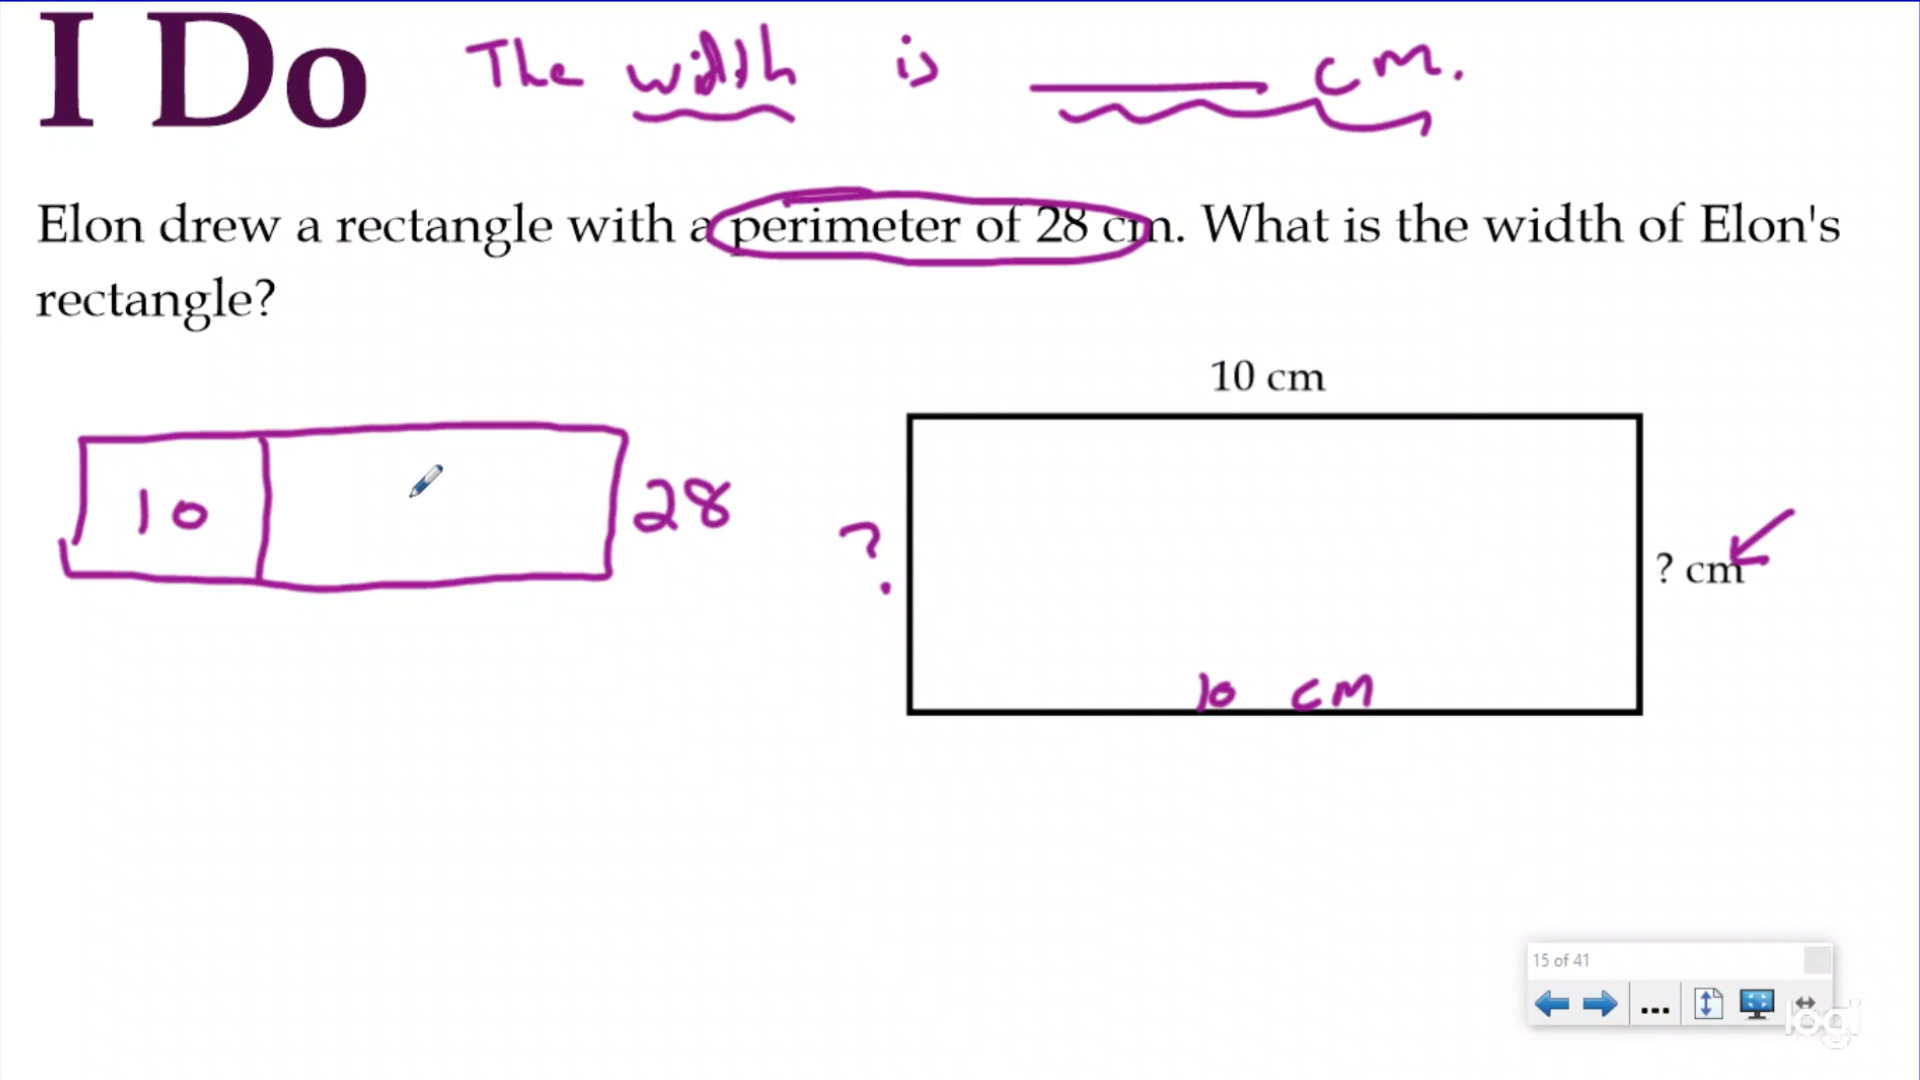 I Do The width is ______ cm.
Elon drew a rectangle with a perimeter of 28 cm. What is the width of Elon's
rectangle?
10 cm
10 28
?
? cm
10 cm
15 of 41
...
logi